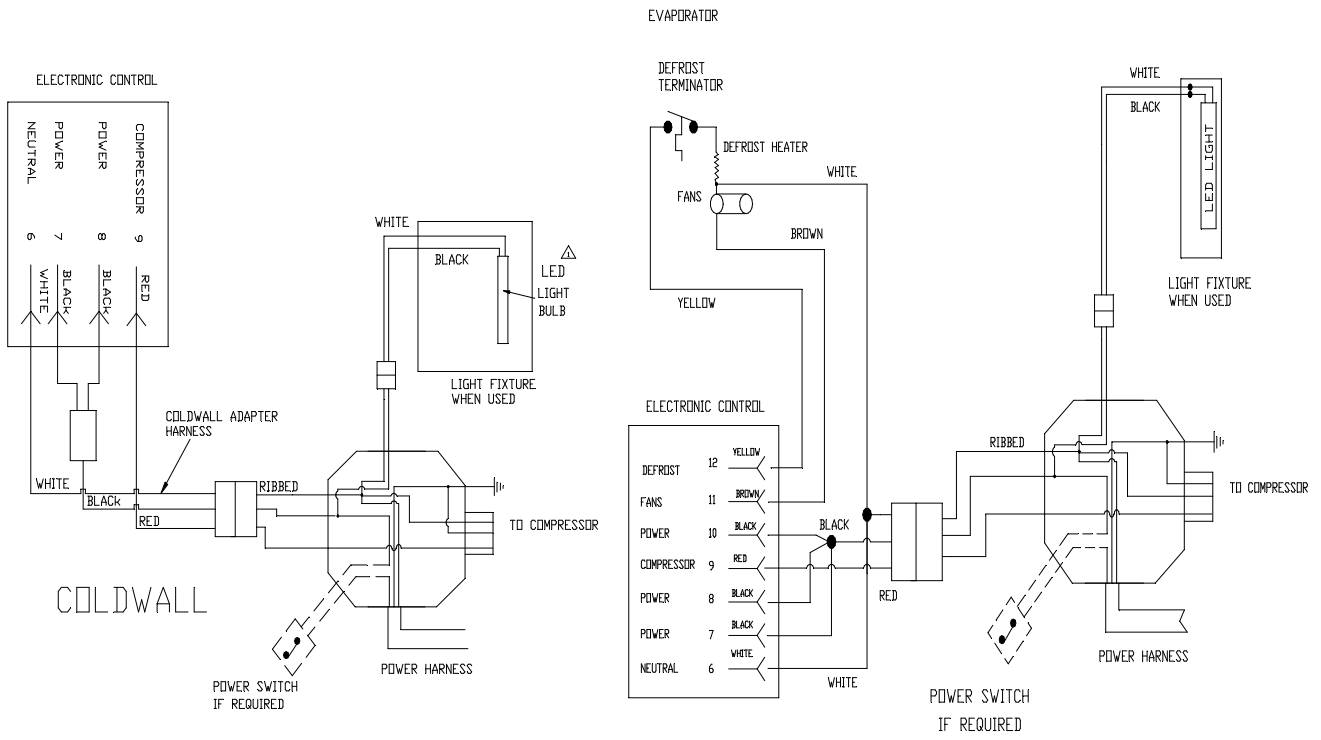 EVAPORATOR
ELECTRONIC CONTROL
NEUTRAL
POWER
POWER
COMPRESSOR
6
7
8
9
WHITE
BLACK
BLACK
RED
COLDWALL ADAPTER
HARNESS
WHITE
BLACK
RED
RIBBED
WHITE
BLACK
1
LED
LIGHT
BULB
LIGHT FIXTURE
WHEN USED
TO COMPRESSOR
COLDWALL
POWER SWITCH
IF REQUIRED
POWER HARNESS
DEFROST
TERMINATOR
DEFROST HEATER
WHITE
FANS
BROWN
YELLOW
ELECTRONIC CONTROL
DEFROST 12 YELLOW
FANS 11 BROWN
POWER 10 BLACK
COMPRESSOR 9 RED
POWER 8 BLACK
POWER 7 BLACK
NEUTRAL 6 WHITE
BLACK
RED
WHITE
RIBBED
WHITE
BLACK
LED LIGHT
LIGHT FIXTURE
WHEN USED
TO COMPRESSOR
POWER HARNESS
POWER SWITCH
IF REQUIRED